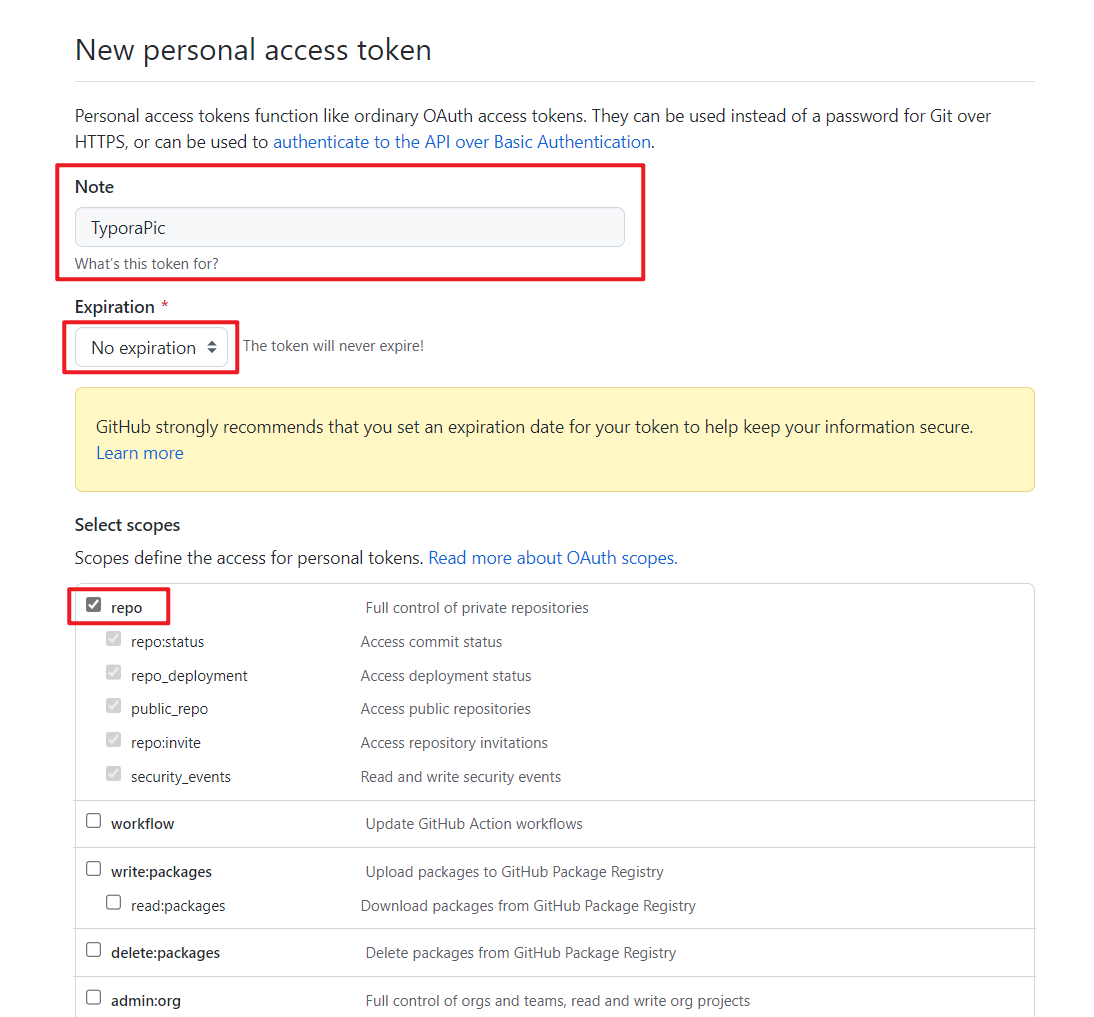 New personal access token
Personal access tokens function like ordinary OAuth access tokens. They can be used instead of a password for Git over
HTTPS, or can be used to authenticate to the API over Basic Authentication.
Note
TyporaPic
What's this token for?
Expiration *
No expiration The token will never expire!
GitHub strongly recommends that you set an expiration date for your token to help keep your information secure.
Learn more
Select scopes
Scopes define the access for personal tokens. Read more about OAuth scopes.
repo Full control of private repositories
repo:status Access commit status
repo_deployment Access deployment status
public_repo Access public repositories
repo:invite Access repository invitations
security_events Read and write security events
workflow Update GitHub Action workflows
write:packages Upload packages to GitHub Package Registry
read:packages Download packages from GitHub Package Registry
delete:packages Delete packages from GitHub Package Registry
admin:org Full control of orgs and teams, read and write org projects